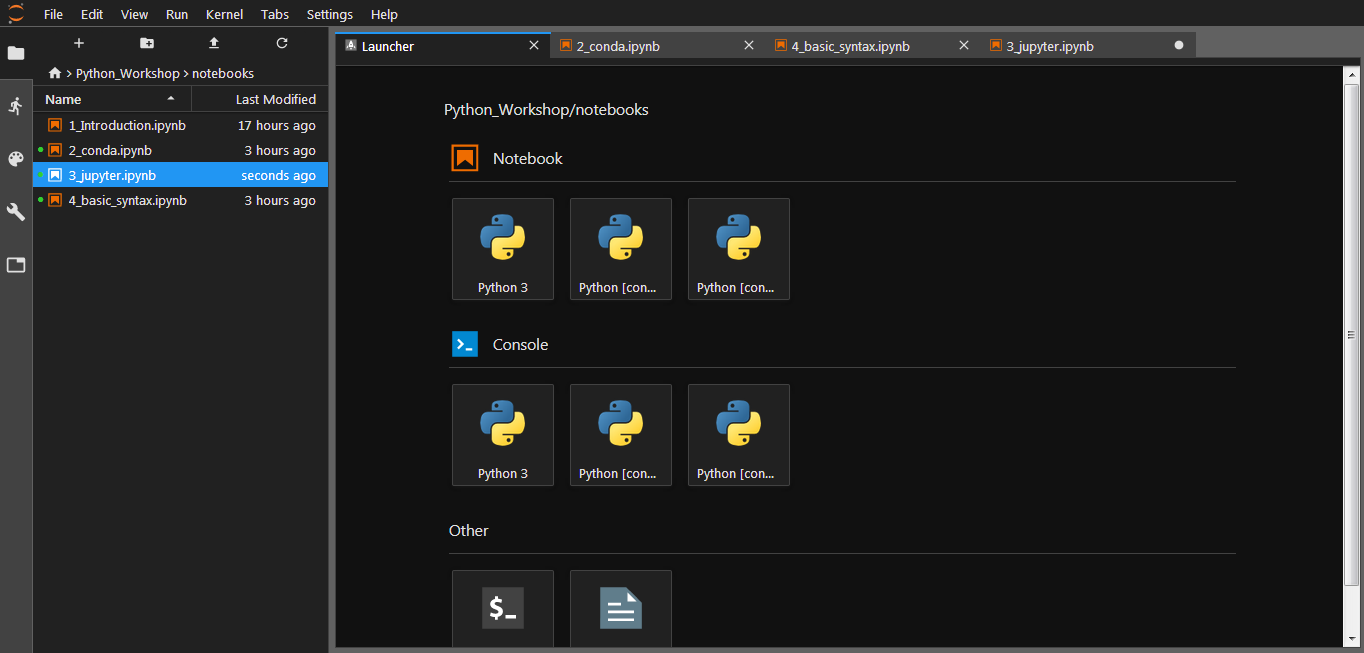 File Edit View Run Kernel Tabs Settings Help
Launcher 2_conda.ipynb 4_basic_syntax.ipynb 3_jupyter.ipynb
Python_Workshop notebooks
Name Last Modified
1_Introduction.ipynb 17 hours ago
2_conda.ipynb 3 hours ago
3_jupyter.ipynb seconds ago
4_basic_syntax.ipynb 3 hours ago
Python_Workshop/notebooks
Notebook
Python 3 Python [con... Python [con...
Console
Python 3 Python [con... Python [con...
Other
$_